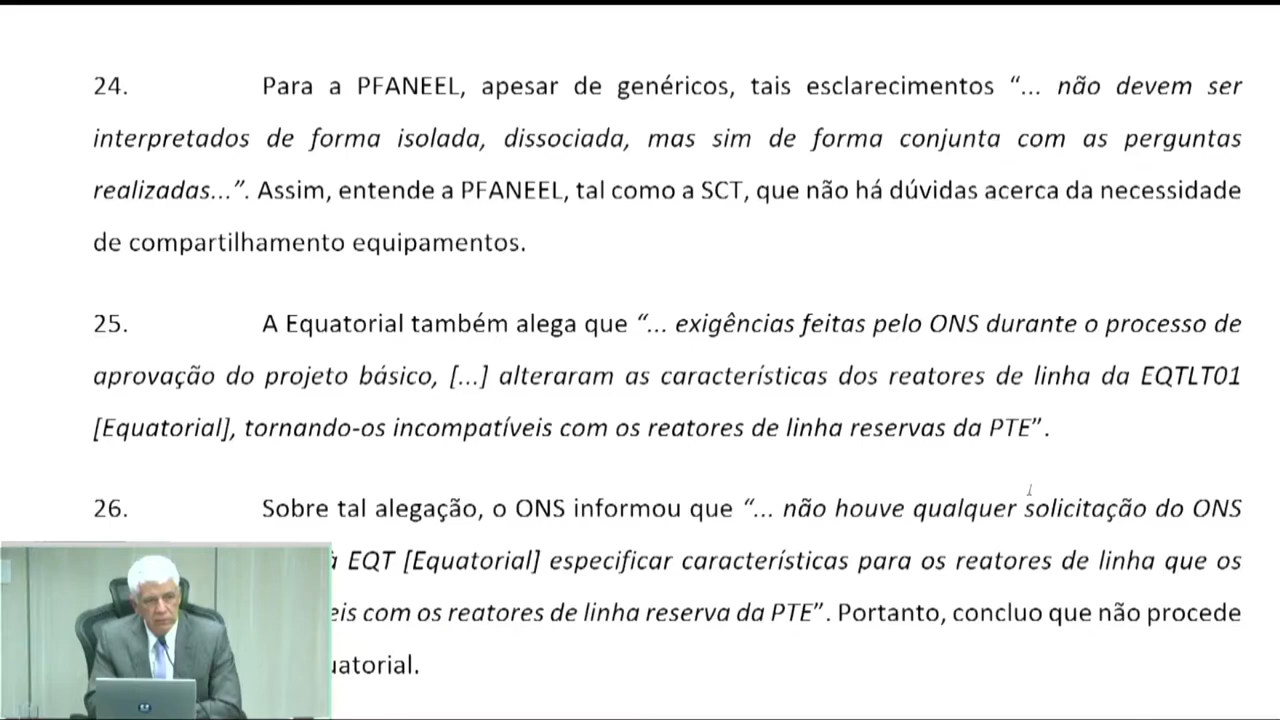 24. Para a PFANEEL, apesar de genéricos, tais esclarecimentos “... não devem ser
interpretados de forma isolada, dissociada, mas sim de forma conjunta com as perguntas
realizadas...”. Assim, entende a PFANEEL, tal como a SCT, que não há dúvidas acerca da necessidade
de compartilhamento equipamentos.
25. A Equatorial também alega que “... exigências feitas pelo ONS durante o processo de
aprovação do projeto básico, [...] alteraram as características dos reatores de linha da EQTLT01
[Equatorial], tornando-os incompatíveis com os reatores de linha reservas da PTE”.
26. Sobre tal alegação, o ONS informou que “... não houve qualquer solicitação do ONS
EQT [Equatorial] especificar características para os reatores de linha que os
com os reatores de linha reserva da PTE”. Portanto, concluo que não procede